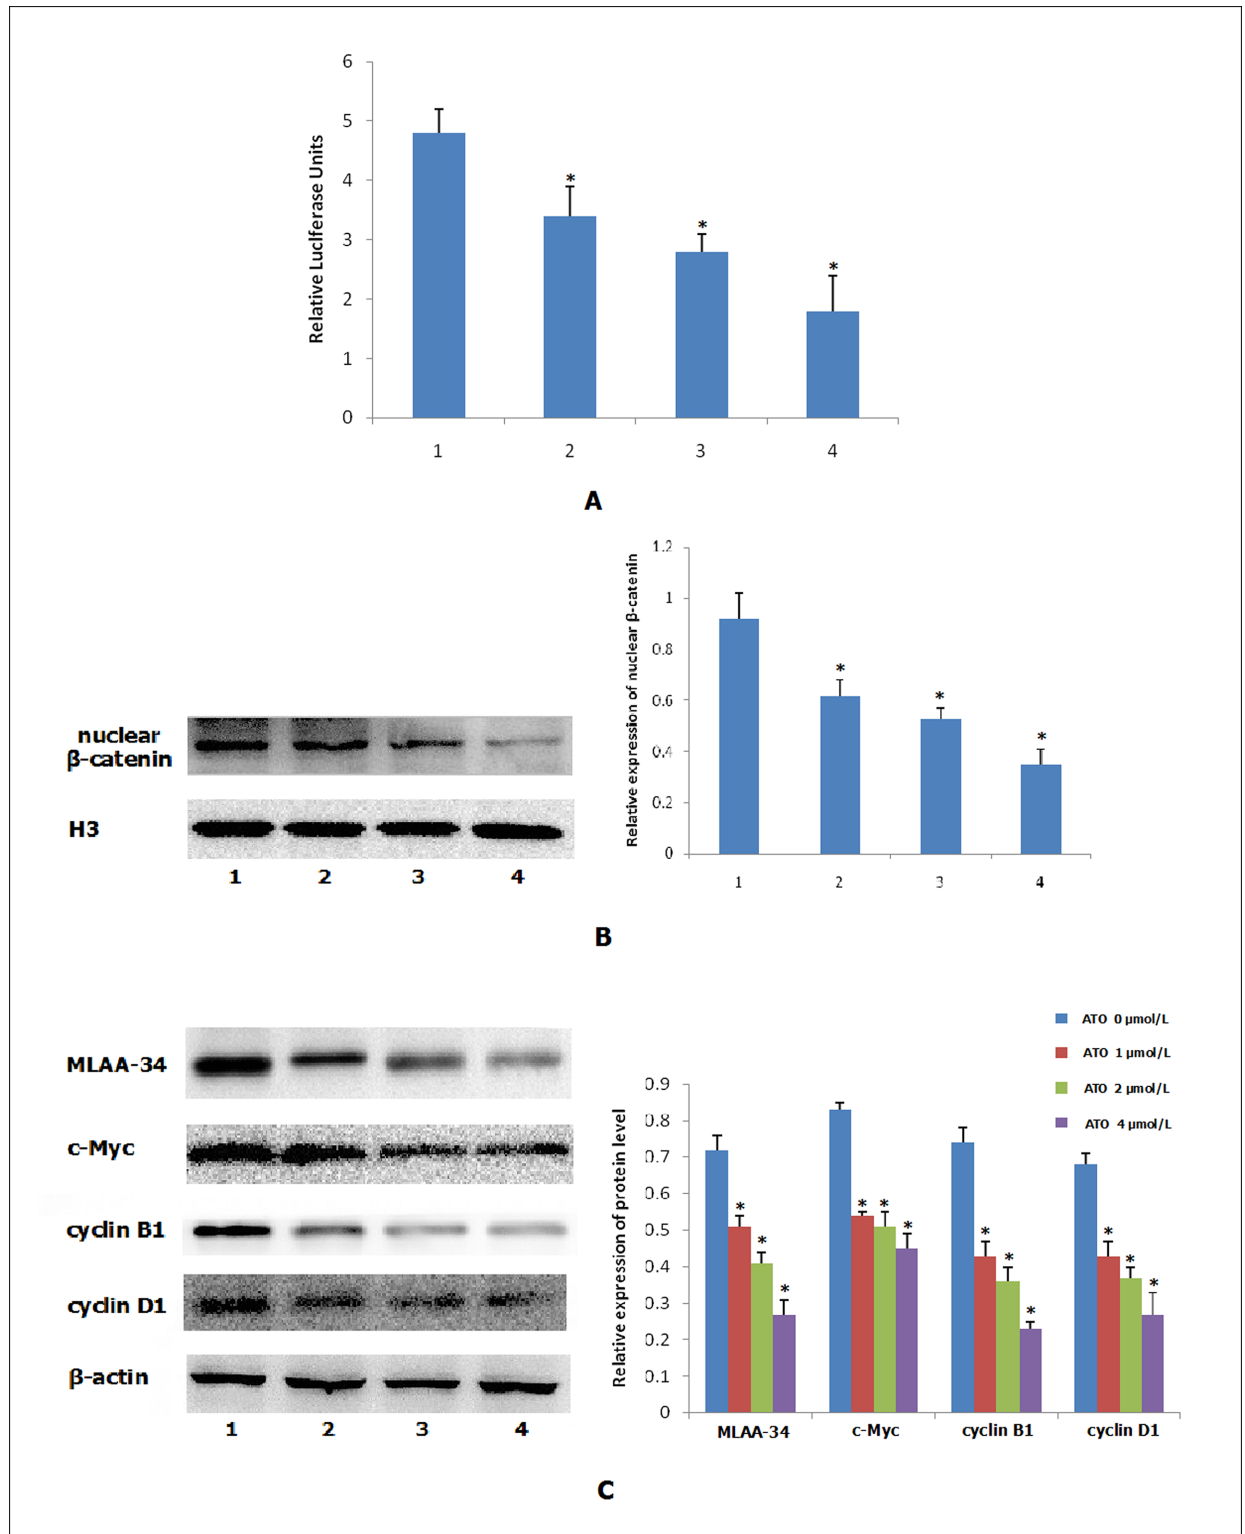 6
5
4
3
2
1
0
Relative Luciferase Units
*
*
*
1 2 3 4
A
nuclear
β-catenin
H3
1 2 3 4
1.2
1
0.8
0.6
0.4
0.2
0
Relative expression of nuclear β-catenin
*
*
*
1 2 3 4
B
MLAA-34
c-Myc
cyclin B1
cyclin D1
β-actin
1 2 3 4
ATO 0 μmol/L
ATO 1 μmol/L
ATO 2 μmol/L
ATO 4 μmol/L
0.9
0.8
0.7
0.6
0.5
0.4
0.3
0.2
0.1
0
Relative expression of protein level
* * *
* * *
* * *
* * *
MLAA-34 c-Myc cyclin B1 cyclin D1
C